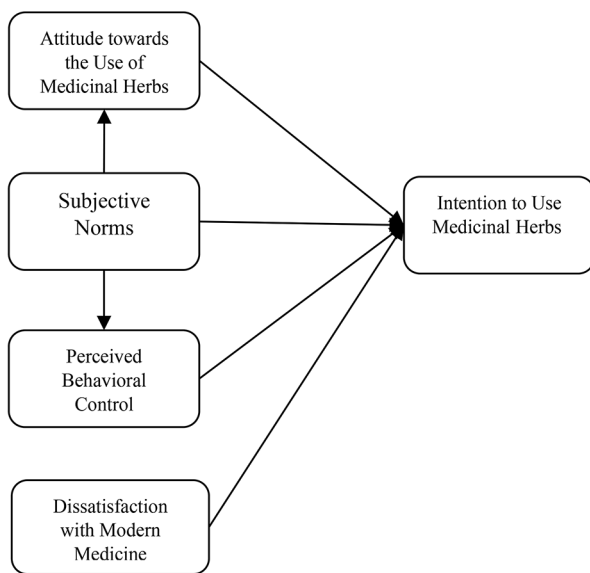 Attitude towards
the Use of
Medicinal Herbs
Subjective
Norms
Intention to Use
Medicinal Herbs
Perceived
Behavioral
Control
Dissatisfaction
with Modern
Medicine